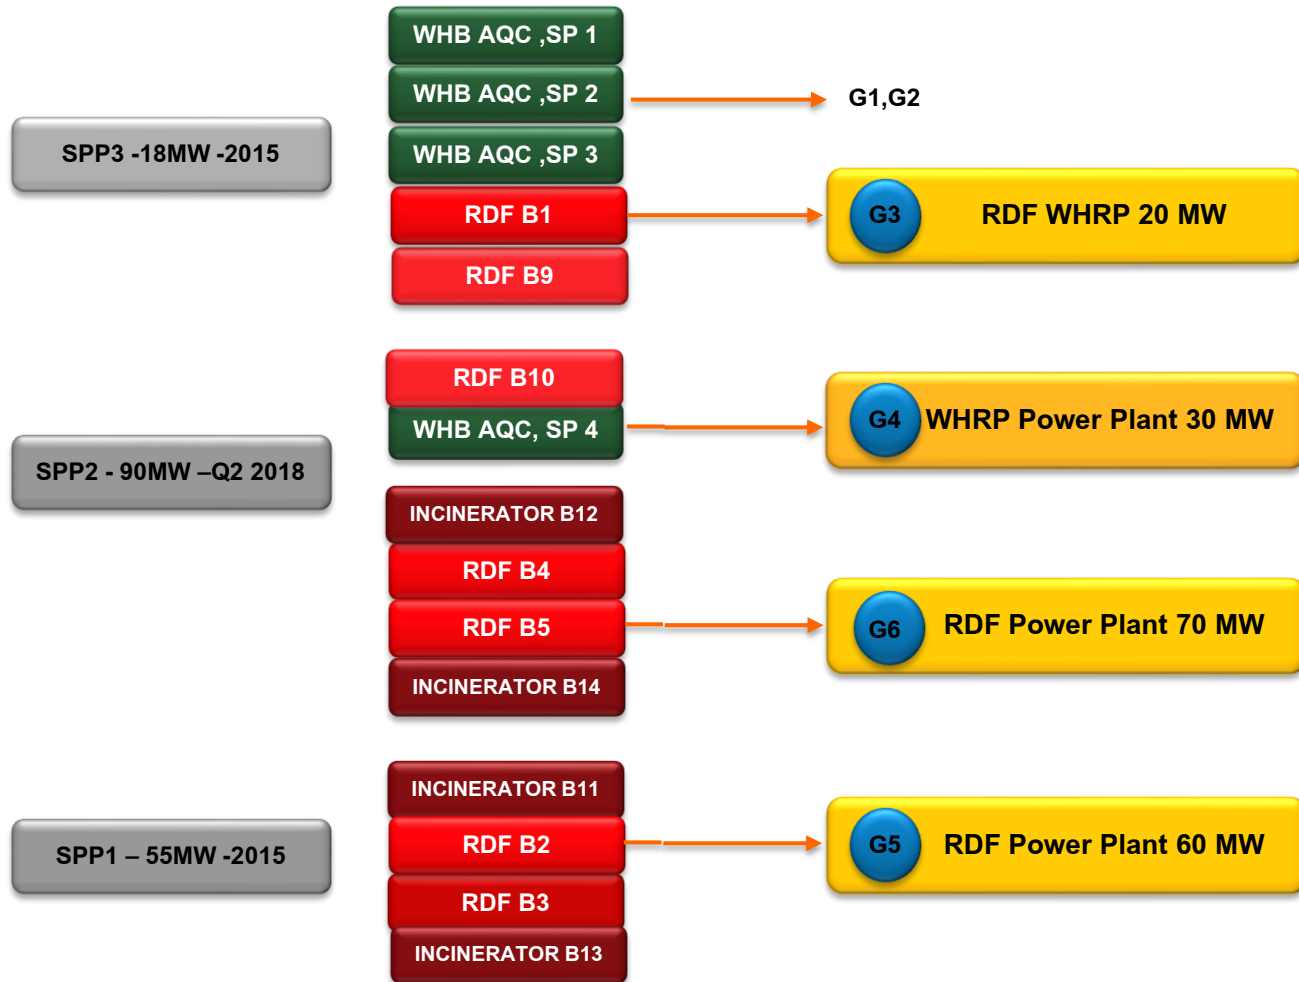 SPP3 -18MW -2015
WHB AQC ,SP 1
WHB AQC ,SP 2
WHB AQC ,SP 3
RDF B1
RDF B9
G1,G2
G3
RDF WHRP 20 MW
SPP2 - 90MW –Q2 2018
RDF B10
WHB AQC, SP 4
G4
WHRP Power Plant 30 MW
INCINERATOR B12
RDF B4
RDF B5
INCINERATOR B14
G6
RDF Power Plant 70 MW
SPP1 – 55MW -2015
INCINERATOR B11
RDF B2
RDF B3
INCINERATOR B13
G5
RDF Power Plant 60 MW